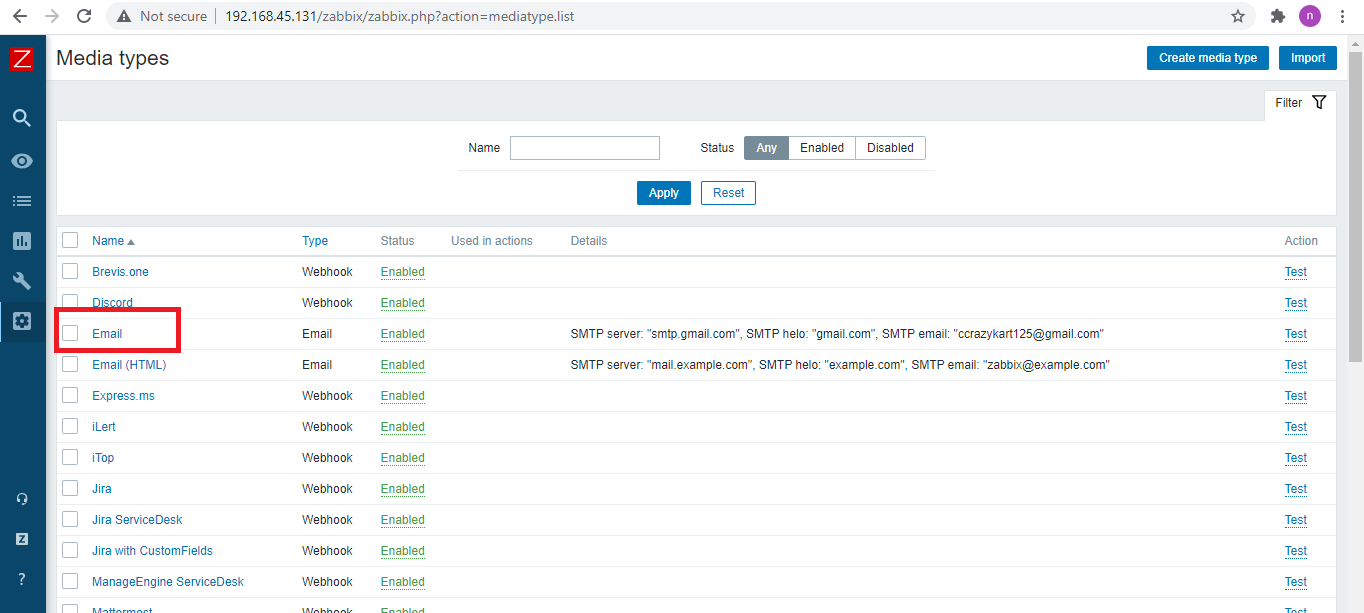 Not secure 192.168.45.131/zabbix/zabbix.php?action=mediatype.list n
Z Media types Create media type Import
Filter
Name Status Any Enabled Disabled
Apply Reset
Name Type Status Used in actions Details Action
Brevis.one Webhook Enabled Test
Discord Webhook Enabled Test
Email Email Enabled SMTP server: "smtp.gmail.com", SMTP helo: "gmail.com", SMTP email: "ccrazykart125@gmail.com" Test
Email (HTML) Email Enabled SMTP server: "mail.example.com", SMTP helo: "example.com", SMTP email: "zabbix@example.com" Test
Express.ms Webhook Enabled Test
iLert Webhook Enabled Test
iTop Webhook Enabled Test
Jira Webhook Enabled Test
Jira ServiceDesk Webhook Enabled Test
Z
Jira with CustomFields Webhook Enabled Test
? ManageEngine ServiceDesk Webhook Enabled Test
Mattermost Webhook Enabled Test